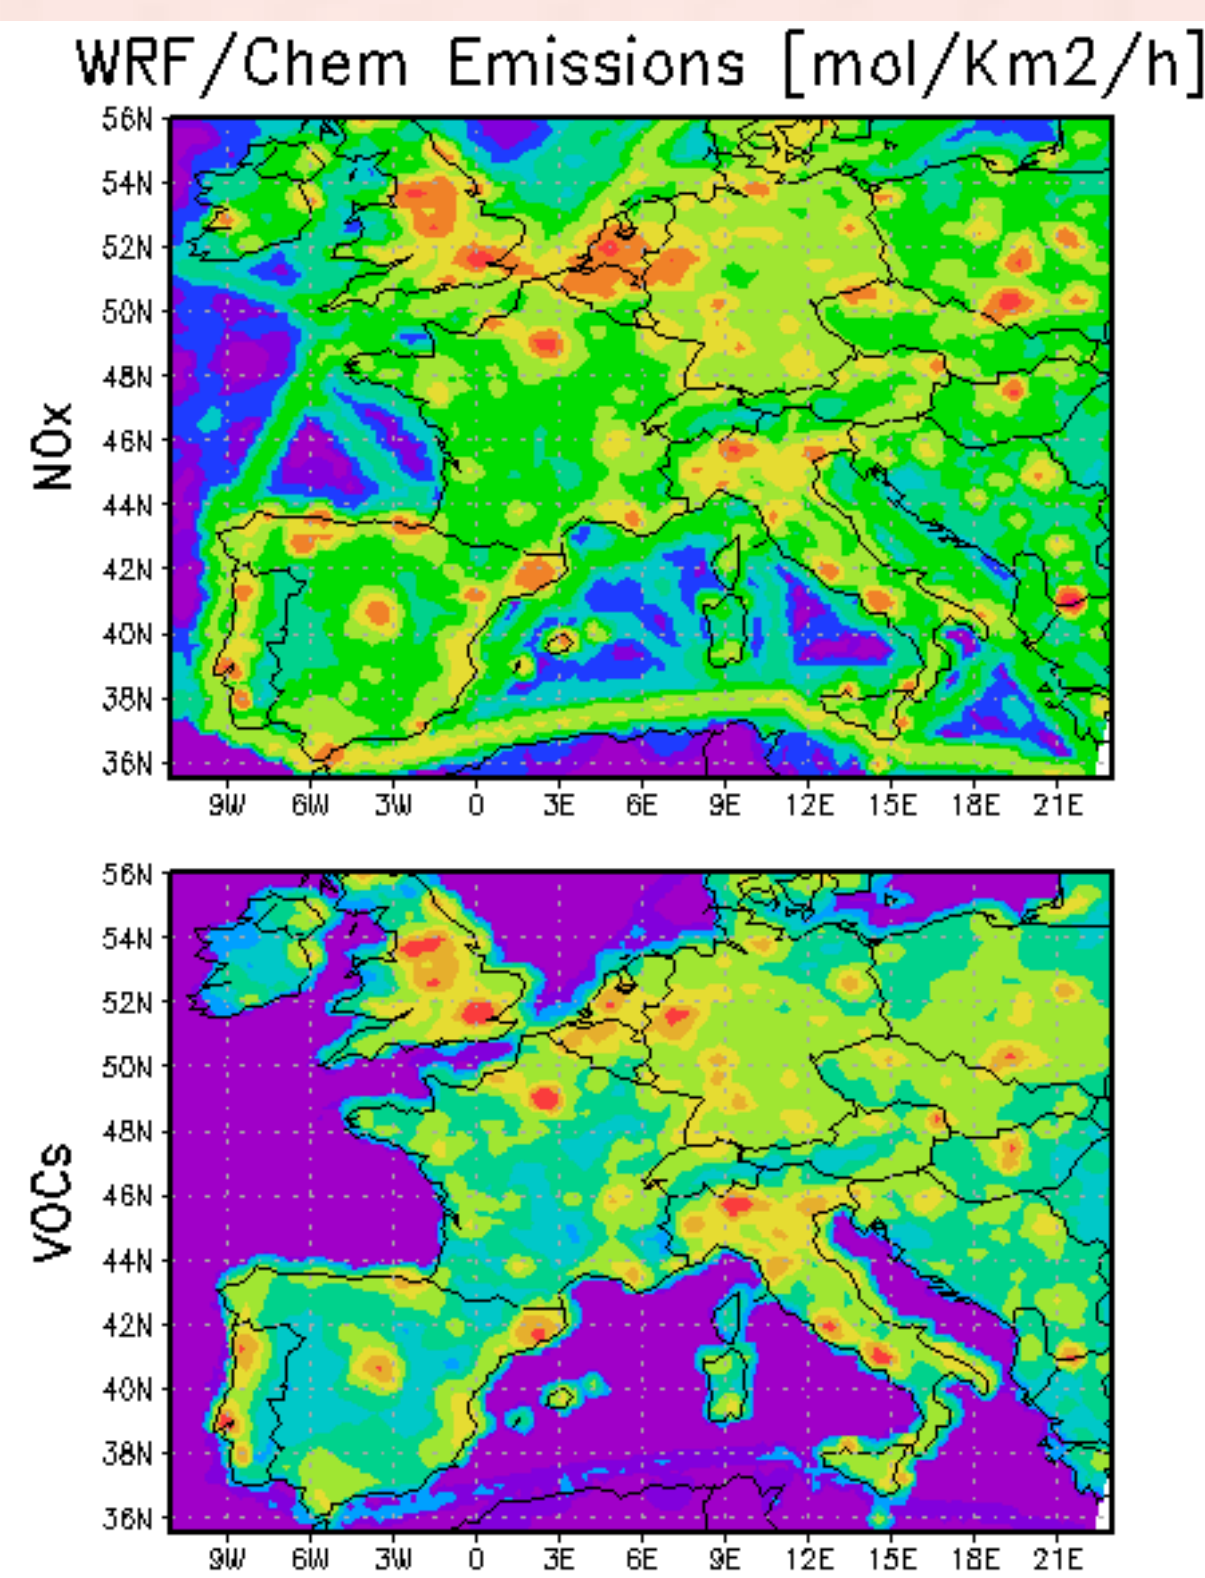 WRF/Chem Emissions [mol/Km2/h]
NOx
56N
54N
52N
50N
48N
46N
44N
42N
40N
38N
36N
9W 6W 3W 0 3E 6E 9E 12E 15E 18E 21E
VOCs
56N
54N
52N
50N
48N
46N
44N
42N
40N
38N
36N
9W 6W 3W 0 3E 6E 9E 12E 15E 18E 21E